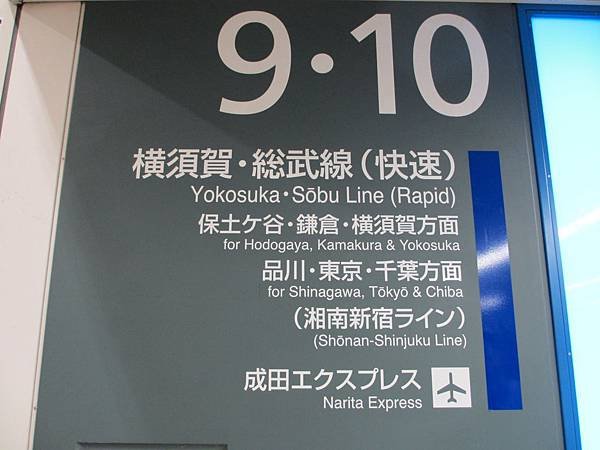 9・10
横須賀・総武線（快速）
Yokosuka・Sōbu Line (Rapid)
保土ケ谷・鎌倉・横須賀方面
for Hodogaya, Kamakura & Yokosuka
品川・東京・千葉方面
for Shinagawa, Tōkyō & Chiba
（湘南新宿ライン）
(Shōnan-Shinjuku Line)
成田エクスプレス
Narita Express